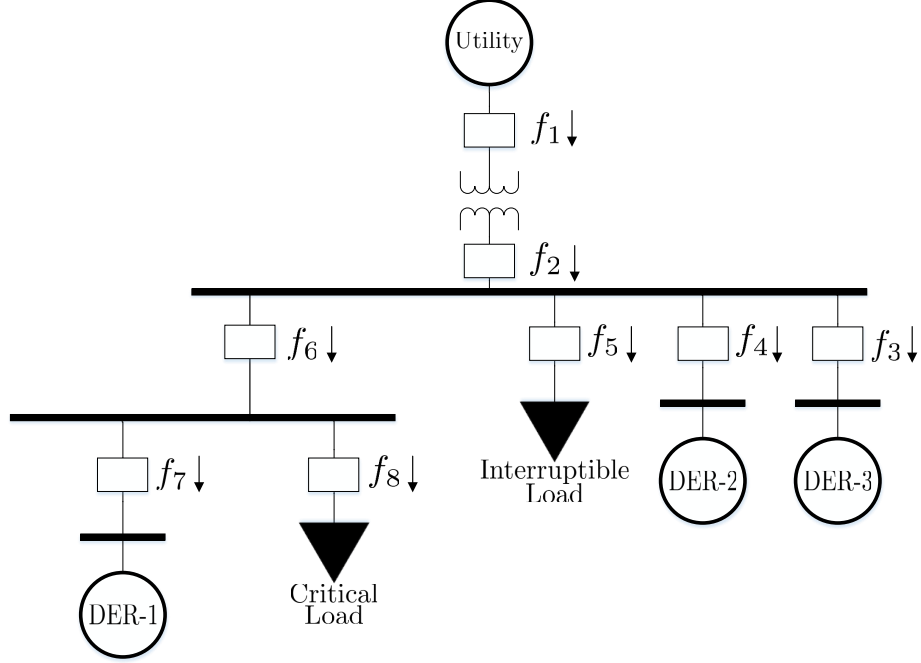 Utility
f1
f2
f6
f5
f4
f3
f7
f8
Interruptible
Load
DER-2
DER-3
Critical
Load
DER-1